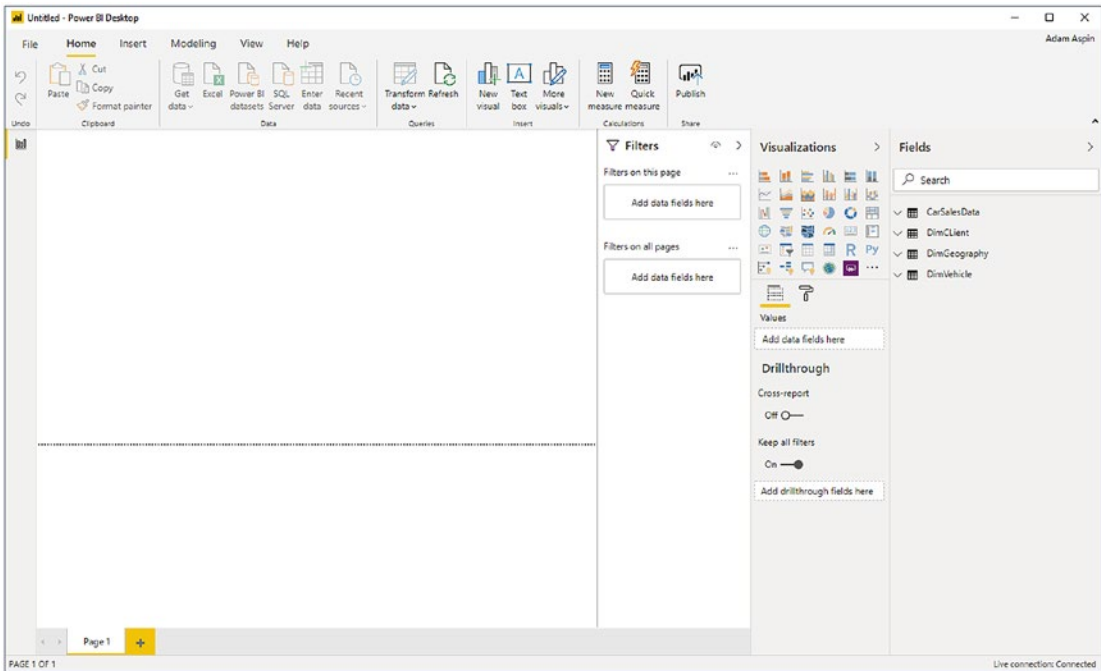 Untitled - Power BI Desktop
Adam Aspin
File Home Insert Modeling View Help
Paste
Cut
Copy
Format painter
Get data
Excel
Power BI datasets
SQL Server
Enter data
Recent sources
Transform data
Refresh
New visual
Text box
More visuals
New measure
Quick measure
Publish
Undo Clipboard Data Queries Insert Calculations Share
Filters
Filters on this page ...
Add data fields here
Filters on all pages ...
Add data fields here
Visualizations
R Py
...
Values
Add data fields here
Drillthrough
Cross-report
Off
Keep all filters
On
Add drillthrough fields here
Fields
Search
CarSalesData
DimCLient
DimGeography
DimVehicle
Page 1
PAGE 1 OF 1
Live connection: Connected